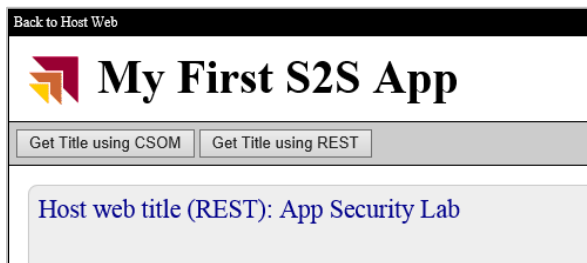 Back to Host Web
My First S2S App
Get Title using CSOM Get Title using REST
Host web title (REST): App Security Lab